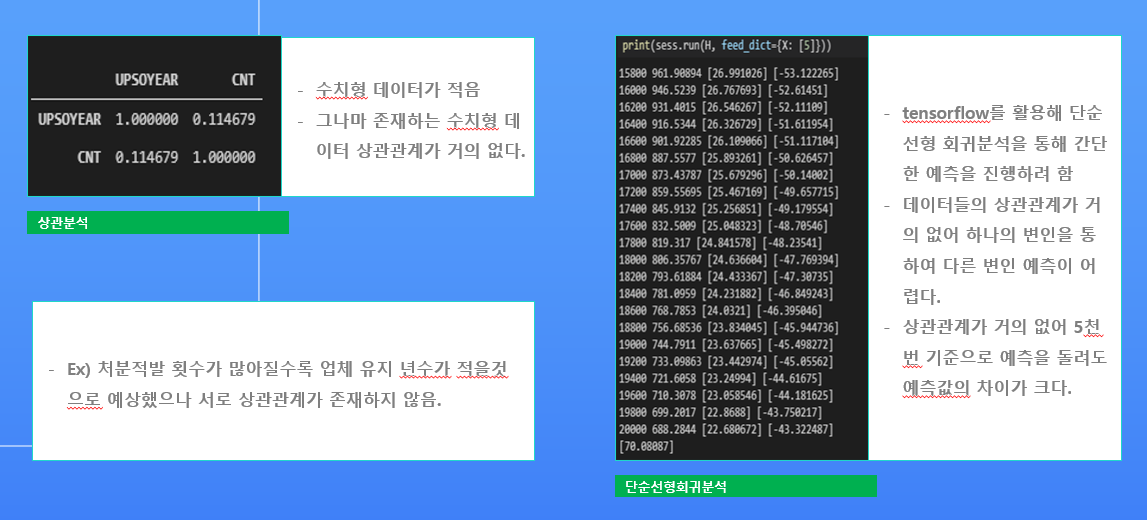 UPSOYEAR CNT
UPSOYEAR 1.000000 0.114679
CNT 0.114679 1.000000
- 수치형 데이터가 적음
- 그나마 존재하는 수치형 데
이터 상관관계가 거의 없다.
상관분석
- Ex) 처분적발 횟수가 많아질수록 업체 유지 년수가 적을것
으로 예상했으나 서로 상관관계가 존재하지 않음.
print(sess.run(H, feed_dict={X: [5]}))
15800 961.90894 [26.991026] [-53.122265]
16000 946.5239 [26.767693] [-52.61451]
16200 931.4015 [26.546267] [-52.11109]
16400 916.5344 [26.326729] [-51.611954]
16600 901.92285 [26.109066] [-51.117104]
16800 887.5577 [25.893261] [-50.626457]
17000 873.43787 [25.679296] [-50.14002]
17200 859.55695 [25.467169] [-49.657715]
17400 845.9132 [25.256851] [-49.179554]
17600 832.5009 [25.048323] [-48.70546]
17800 819.317 [24.841578] [-48.23541]
18000 806.35767 [24.636604] [-47.769394]
18200 793.61884 [24.433367] [-47.30735]
18400 781.0959 [24.231882] [-46.849243]
18600 768.7853 [24.0321] [-46.395046]
18800 756.68536 [23.834045] [-45.944736]
19000 744.7911 [23.637665] [-45.498272]
19200 733.09863 [23.442974] [-45.05562]
19400 721.6058 [23.24994] [-44.61675]
19600 710.3078 [23.058546] [-44.181625]
19800 699.2017 [22.8688] [-43.750217]
20000 688.2844 [22.680672] [-43.322487]
[70.08087]
- tensorflow를 활용해 단순
선형 회귀분석을 통해 간단
한 예측을 진행하려 함
- 데이터들의 상관관계가 거
의 없어 하나의 변인을 통
하여 다른 변인 예측이 어
렵다.
- 상관관계가 거의 없어 5천
번 기준으로 예측을 돌려도
예측값의 차이가 크다.
단순선형회귀분석